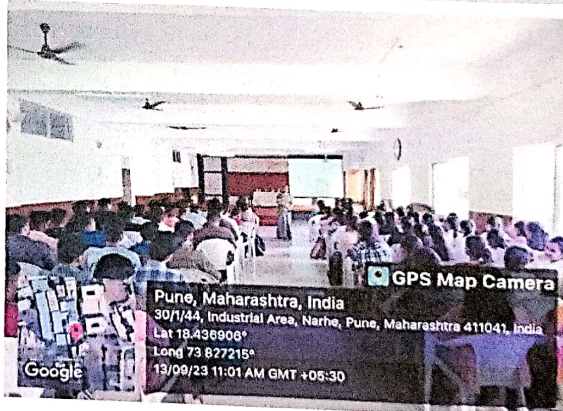 GPS Map Camera
Pune, Maharashtra, India
30/1/44, Industrial Area, Narhe, Pune, Maharashtra 411041, India
Lat 18.436906°
Long 73.827215°
13/09/23 11:01 AM GMT +05:30
Google